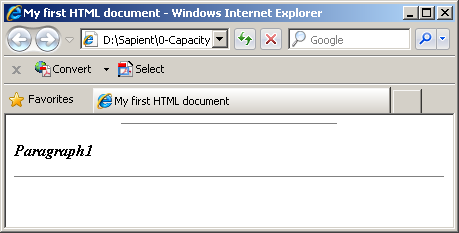 My first HTML document - Windows Internet Explorer
D:\Sapient\0-Capacity Google
x Convert Select
Favorites My first HTML document
Paragraph1